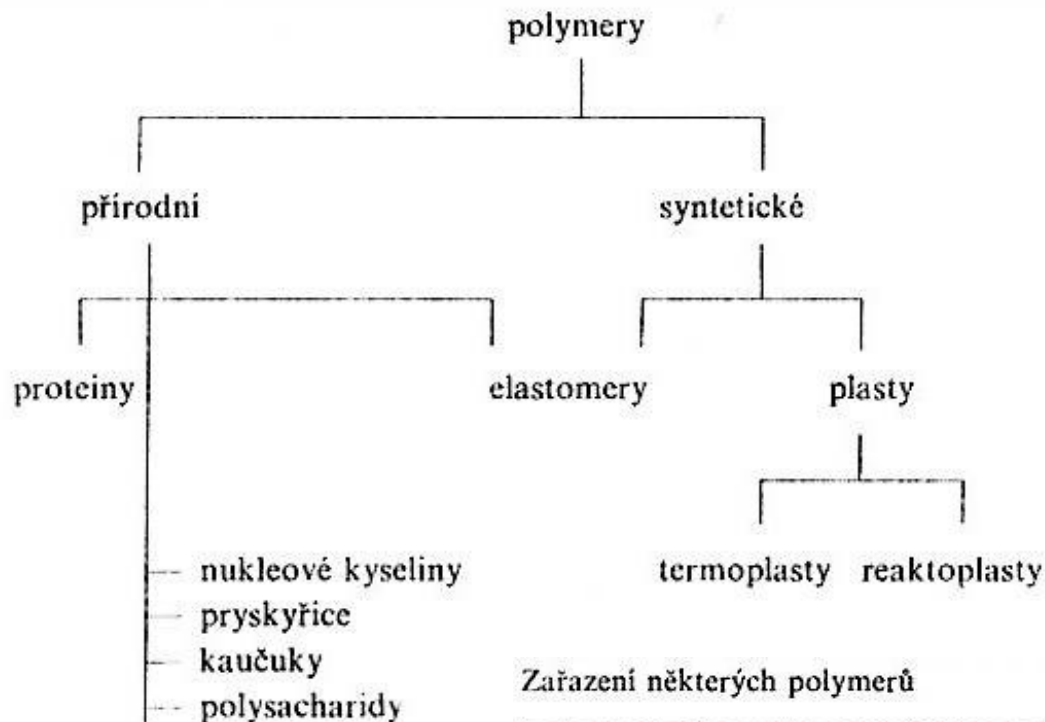 polymery
přírodní syntetické
proteiny elastomery plasty
termoplasty reaktoplasty
nukleové kyseliny
pryskyřice
kaučuky
polysacharidy
Zařazení některých polymerů